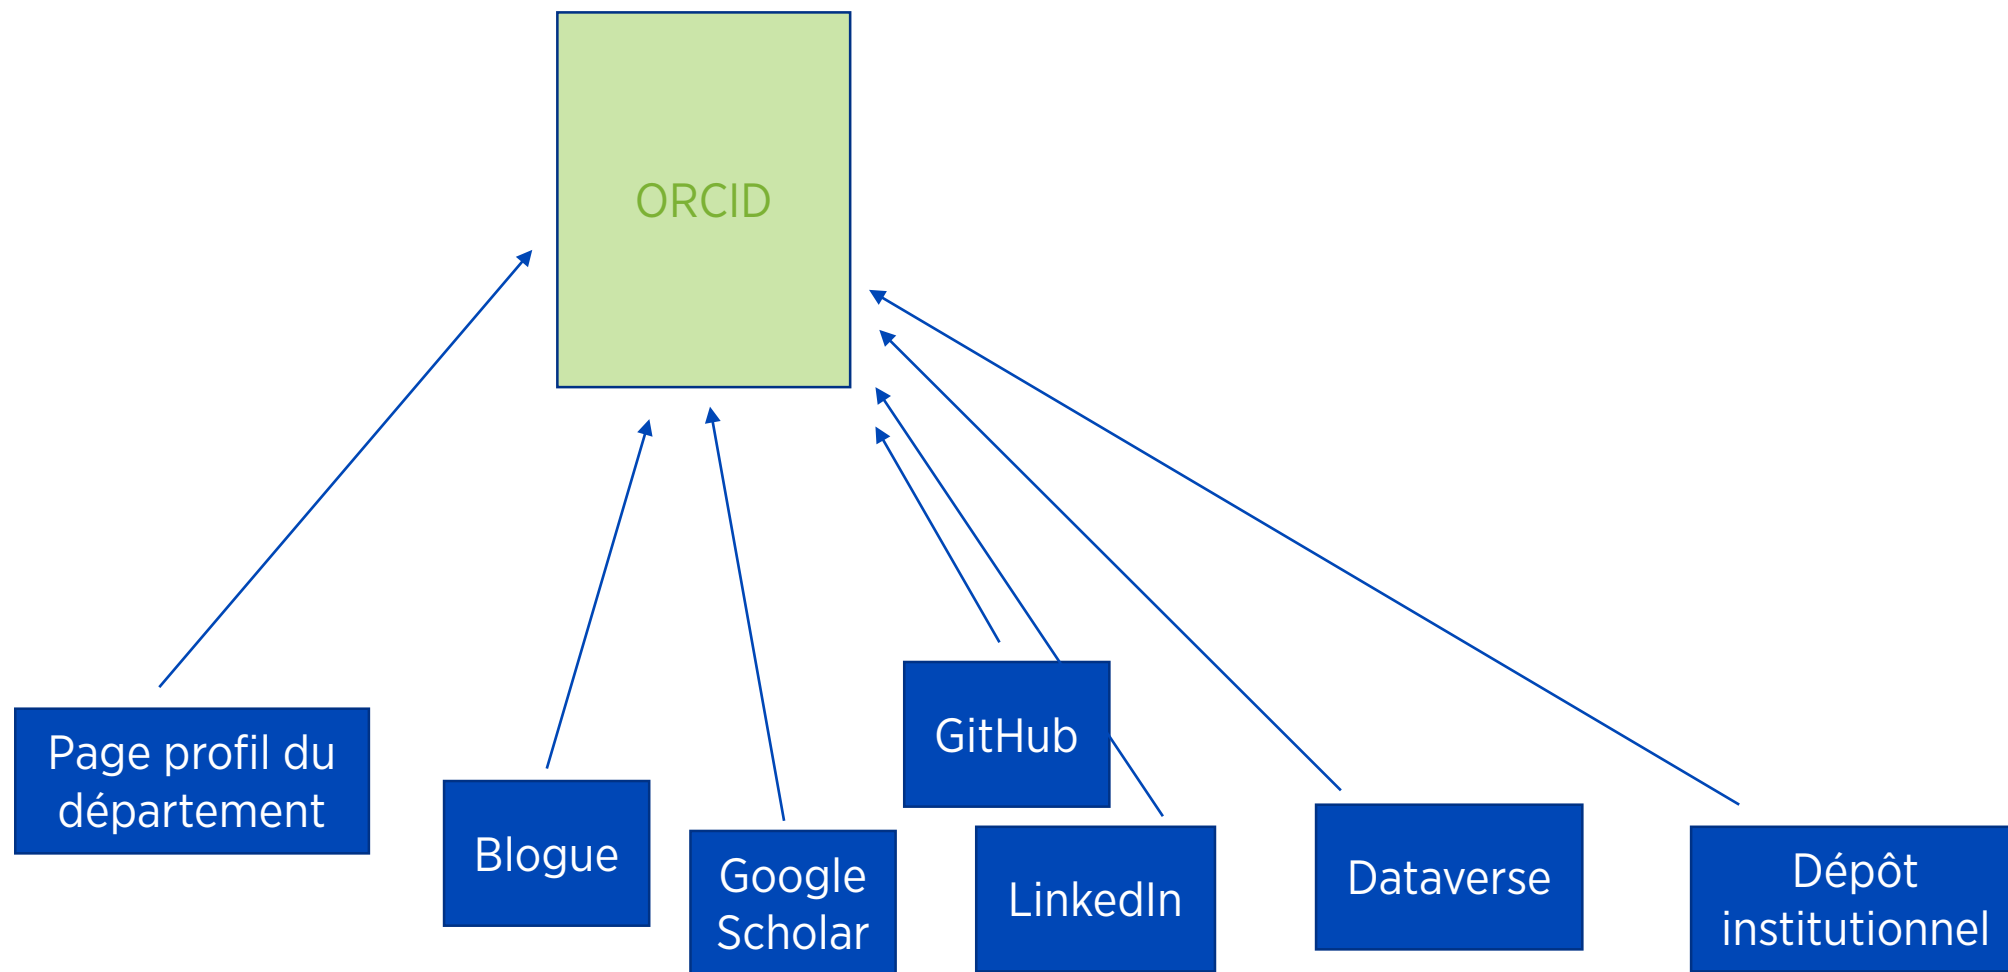 ORCID
Page profil du
département
Blogue
Google
Scholar
GitHub
LinkedIn
Dataverse
Dépôt
institutionnel